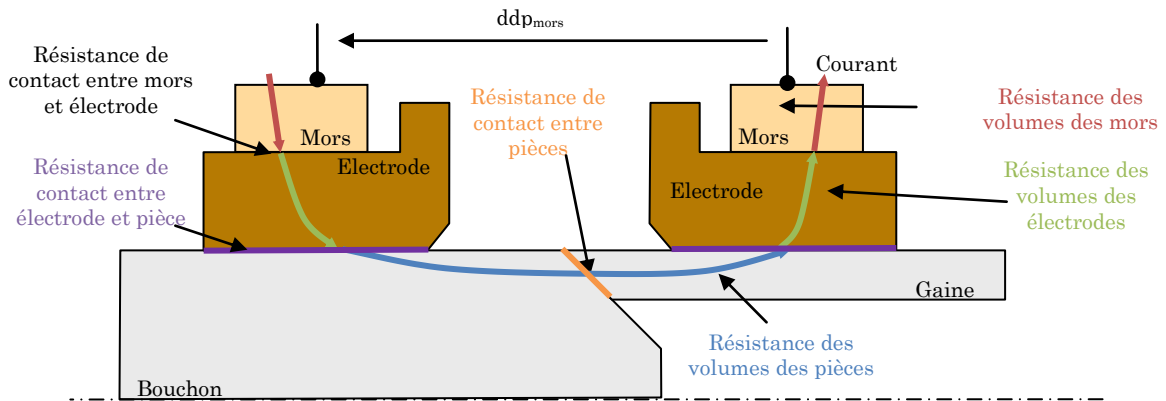 ddpmors
Résistance de
contact entre mors
et électrode
Mors
Electrode
Résistance de
contact entre
électrode et pièce
Résistance de
contact entre
pièces
Courant
Mors
Electrode
Résistance des
volumes des mors
Résistance des
volumes des
électrodes
Gaine
Résistance des
volumes des pièces
Bouchon